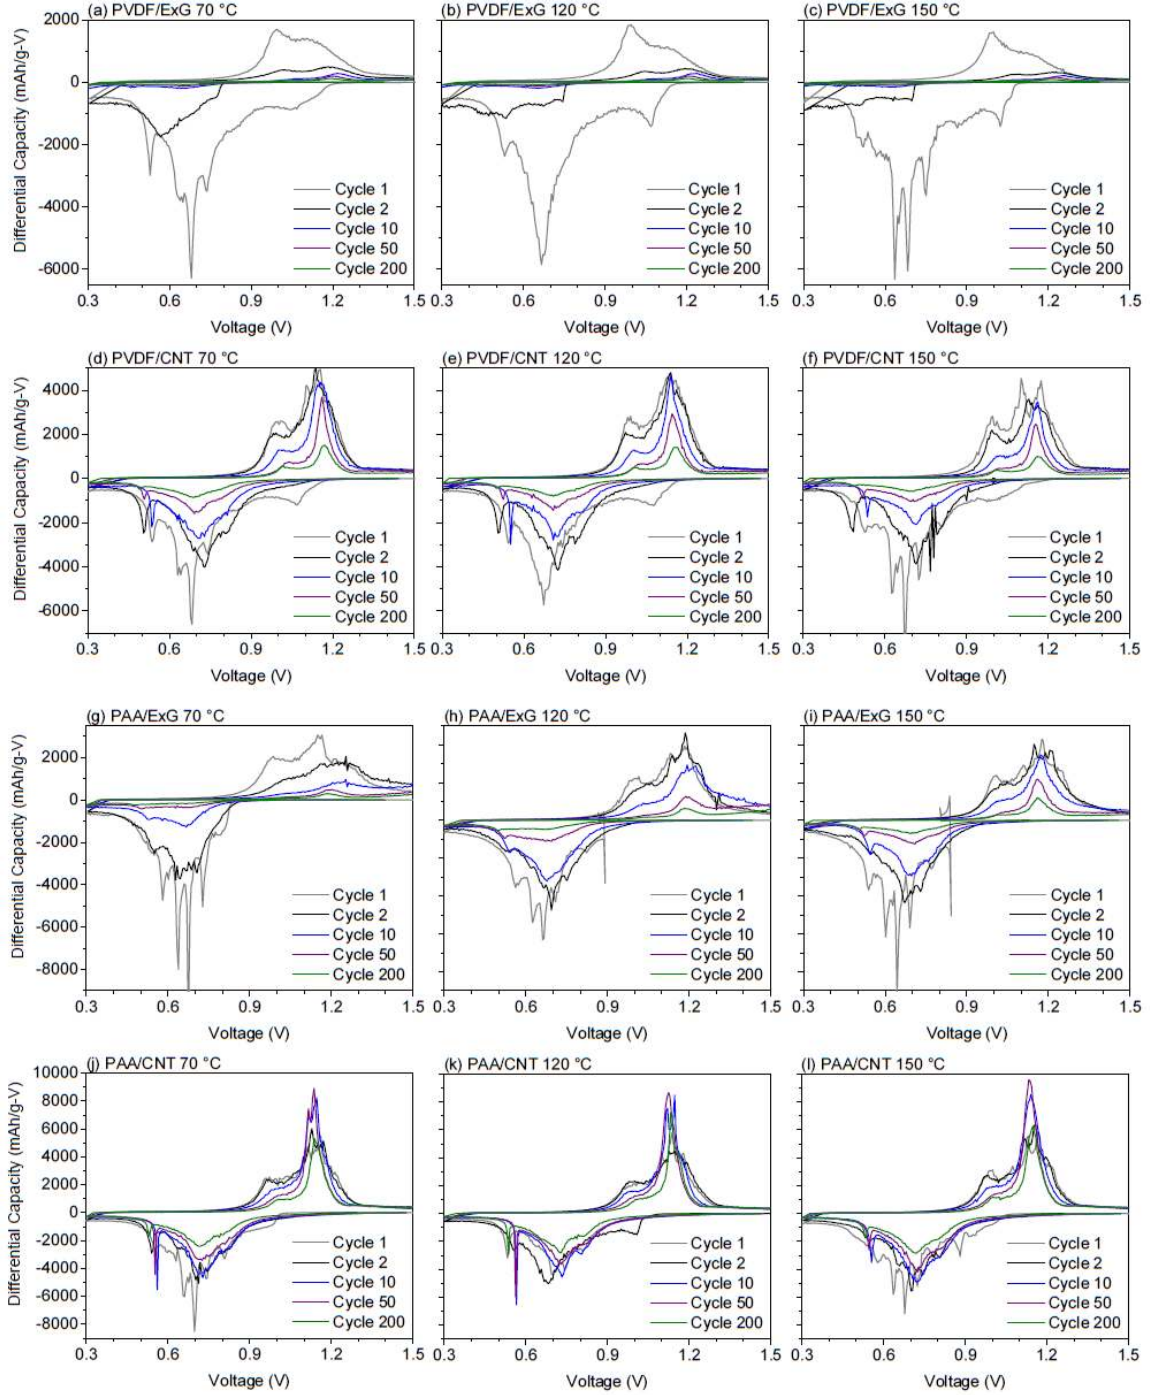 (a) PVDF/ExG 70 °C (b) PVDF/ExG 120 °C (c) PVDF/ExG 150 °C
2000
0
-2000
-4000
-6000
Differential Capacity (mAh/g-V)
Cycle 1 Cycle 1 Cycle 1
Cycle 2 Cycle 2 Cycle 2
Cycle 10 Cycle 10 Cycle 10
Cycle 50 Cycle 50 Cycle 50
Cycle 200 Cycle 200 Cycle 200
0.3 0.6 0.9 1.2 1.5 0.3 0.6 0.9 1.2 1.5 0.3 0.6 0.9 1.2 1.5
Voltage (V) Voltage (V) Voltage (V)
(d) PVDF/CNT 70 °C (e) PVDF/CNT 120 °C (f) PVDF/CNT 150 °C
4000
2000
0
-2000
-4000
-6000
Differential Capacity (mAh/g-V)
Cycle 1 Cycle 1 Cycle 1
Cycle 2 Cycle 2 Cycle 2
Cycle 10 Cycle 10 Cycle 10
Cycle 50 Cycle 50 Cycle 50
Cycle 200 Cycle 200 Cycle 200
0.3 0.6 0.9 1.2 1.5 0.3 0.6 0.9 1.2 1.5 0.3 0.6 0.9 1.2 1.5
Voltage (V) Voltage (V) Voltage (V)
(g) PAA/ExG 70 °C (h) PAA/ExG 120 °C (i) PAA/ExG 150 °C
2000
0
-2000
-4000
-6000
-8000
Differential Capacity (mAh/g-V)
Cycle 1 Cycle 1 Cycle 1
Cycle 2 Cycle 2 Cycle 2
Cycle 10 Cycle 10 Cycle 10
Cycle 50 Cycle 50 Cycle 50
Cycle 200 Cycle 200 Cycle 200
0.3 0.6 0.9 1.2 1.5 0.3 0.6 0.9 1.2 1.5 0.3 0.6 0.9 1.2 1.5
Voltage (V) Voltage (V) Voltage (V)
(j) PAA/CNT 70 °C (k) PAA/CNT 120 °C (l) PAA/CNT 150 °C
10000
8000
6000
4000
2000
0
-2000
-4000
-6000
-8000
Differential Capacity (mAh/g-V)
Cycle 1 Cycle 1 Cycle 1
Cycle 2 Cycle 2 Cycle 2
Cycle 10 Cycle 10 Cycle 10
Cycle 50 Cycle 50 Cycle 50
Cycle 200 Cycle 200 Cycle 200
0.3 0.6 0.9 1.2 1.5 0.3 0.6 0.9 1.2 1.5 0.3 0.6 0.9 1.2 1.5
Voltage (V) Voltage (V) Voltage (V)